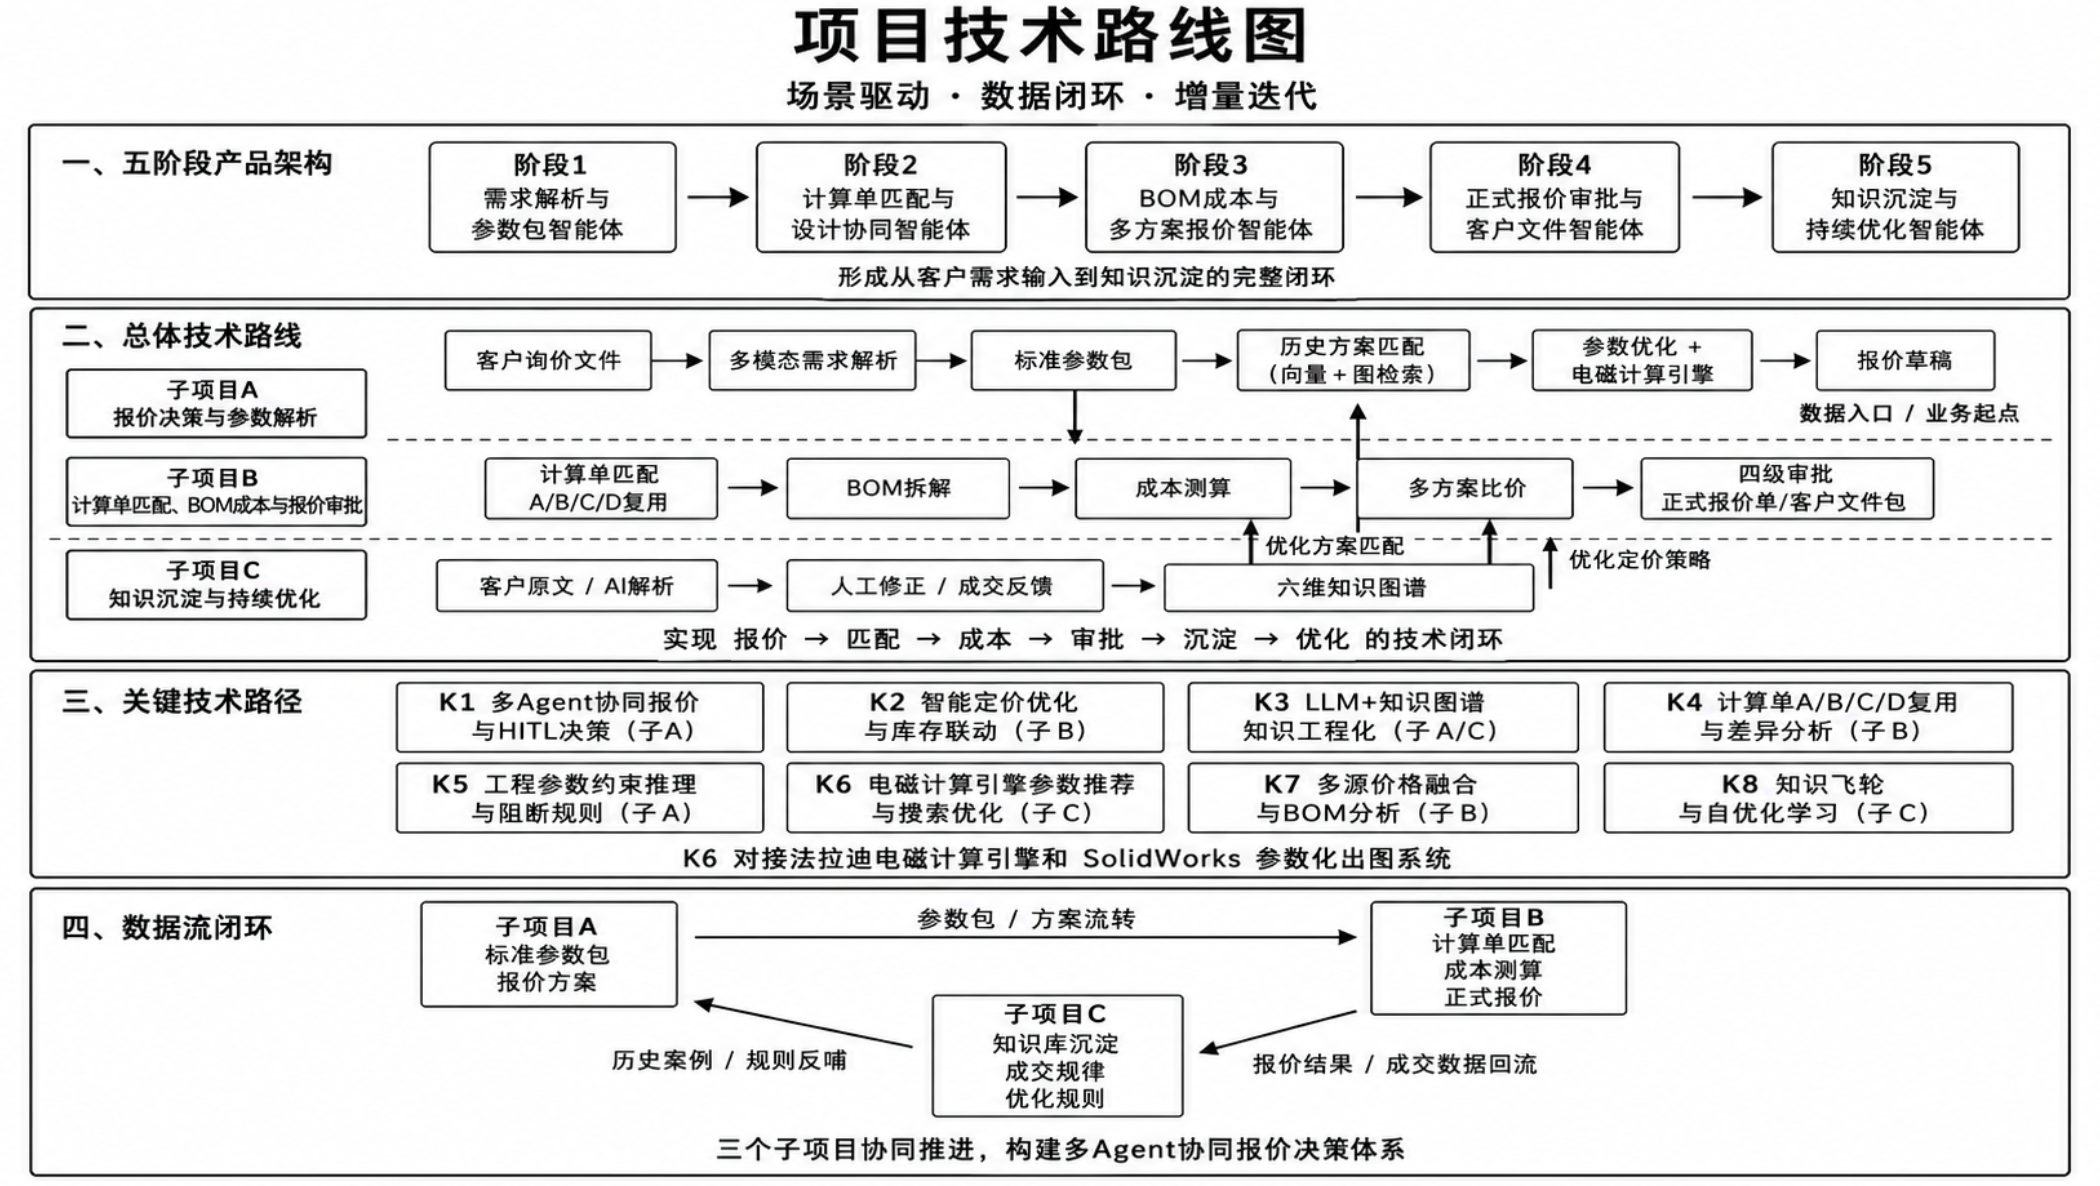 项目技术路线图
场景驱动 · 数据闭环 · 增量迭代
一、五阶段产品架构
阶段1
需求解析与
参数包智能体
阶段2
计算单匹配与
设计协同智能体
阶段3
BOM成本与
多方案报价智能体
阶段4
正式报价审批与
客户文件智能体
阶段5
知识沉淀与
持续优化智能体
形成从客户需求输入到知识沉淀的完整闭环
二、总体技术路线
子项目A
报价决策与参数解析
客户询价文件
多模态需求解析
标准参数包
历史方案匹配
（向量+图检索）
参数优化 +
电磁计算引擎
报价草稿
数据入口 / 业务起点
子项目B
计算单匹配、BOM成本与报价审批
计算单匹配
A/B/C/D复用
BOM拆解
成本测算
多方案比价
四级审批
正式报价单/客户文件包
优化方案匹配
优化定价策略
子项目C
知识沉淀与持续优化
客户原文 / AI解析
人工修正 / 成交反馈
六维知识图谱
实现 报价 → 匹配 → 成本 → 审批 → 沉淀 → 优化 的技术闭环
三、关键技术路径
K1 多Agent协同报价
与HITL决策（子A）
K2 智能定价优化
与库存联动（子B）
K3 LLM+知识图谱
知识工程化（子A/C）
K4 计算单A/B/C/D复用
与差异分析（子B）
K5 工程参数约束推理
与阻断规则（子A）
K6 电磁计算引擎参数推荐
与搜索优化（子C）
K7 多源价格融合
与BOM分析（子B）
K8 知识飞轮
与自优化学习（子C）
K6 对接法拉迪电磁计算引擎和 SolidWorks 参数化出图系统
四、数据流闭环
子项目A
标准参数包
报价方案
参数包 / 方案流转
子项目B
计算单匹配
成本测算
正式报价
子项目C
知识库沉淀
成交规律
优化规则
历史案例 / 规则反哺
报价结果 / 成交数据回流
三个子项目协同推进，构建多Agent协同报价决策体系